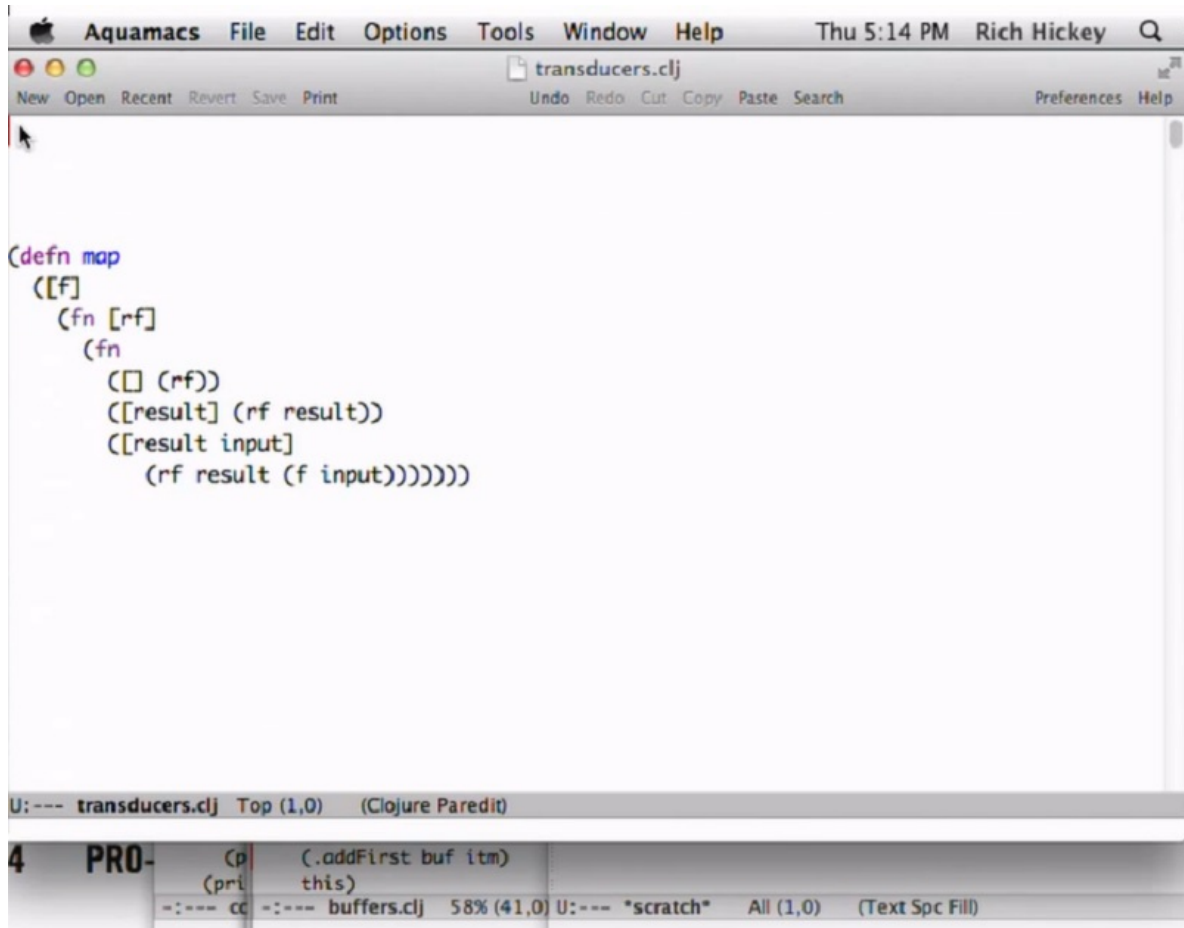 Aquamacs File Edit Options Tools Window Help Thu 5:14 PM Rich Hickey
transducers.clj
New Open Recent Revert Save Print Undo Redo Cut Copy Paste Search Preferences Help
(defn map
  ([f]
    (fn [rf]
      (fn
        ([] (rf))
        ([result] (rf result))
        ([result input]
           (rf result (f input)))))))
U:--- transducers.clj Top (1,0) (Clojure Paredit)
4 PRO- (p (.addFirst buf itm)
(pri this)
-:--- cc -:--- buffers.clj 58% (41,0) U:--- *scratch* All (1,0) (Text Spc Fill)